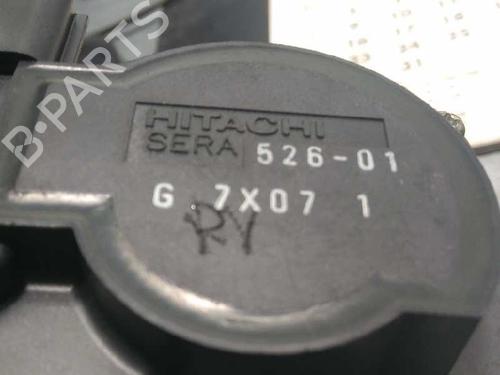 B-PARTS
HITACHI
SERA 526-01
G 7X07 1
RY